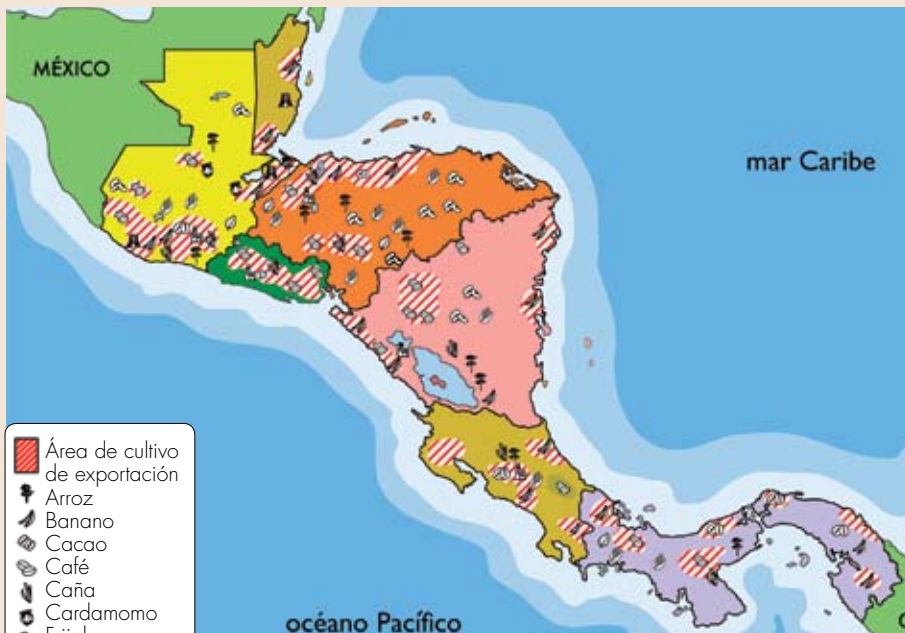 MÉXICO
mar Caribe
Área de cultivo
de exportación
Arroz
Banano
Cacao
Café
Caña
Cardamomo
océano Pacífico